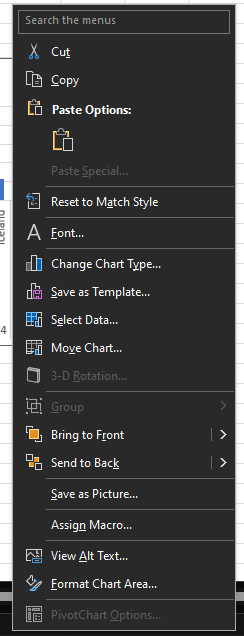 Search the menus
Cut
Copy
Paste Options:
Paste Special...
Reset to Match Style
Font...
Change Chart Type...
Save as Template...
Select Data...
Move Chart...
3-D Rotation...
Group
Bring to Front
Send to Back
Save as Picture...
Assign Macro...
View Alt Text...
Format Chart Area...
PivotChart Options...
Iceland
4